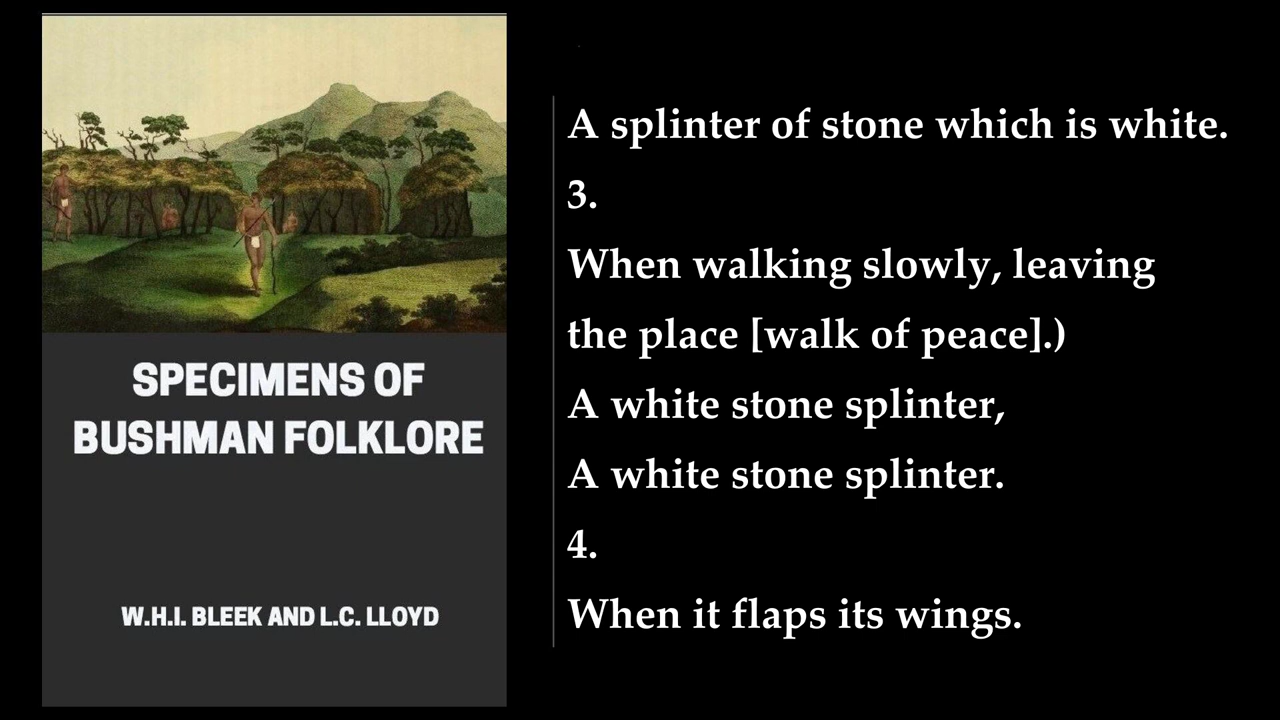 SPECIMENS OF
BUSHMAN FOLKLORE
W.H.I. BLEEK AND L.C. LLOYD
A splinter of stone which is white.
3.
When walking slowly, leaving
the place [walk of peace].)
A white stone splinter,
A white stone splinter.
4.
When it flaps its wings.